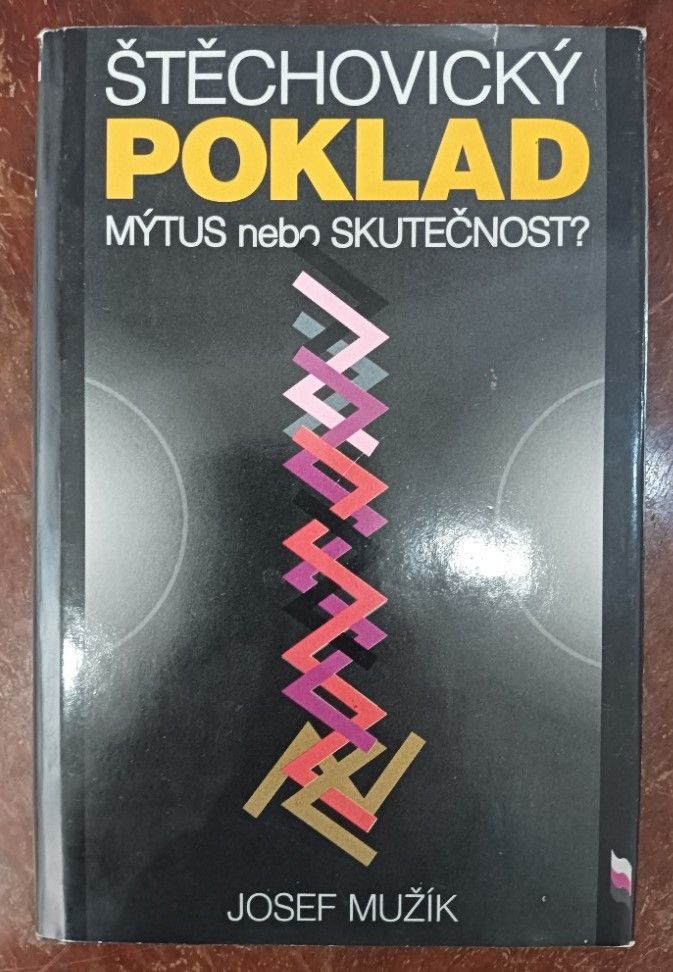 ŠTĚCHOVICKÝ
POKLAD
MÝTUS nebo SKUTEČNOST?
JOSEF MUŽÍK